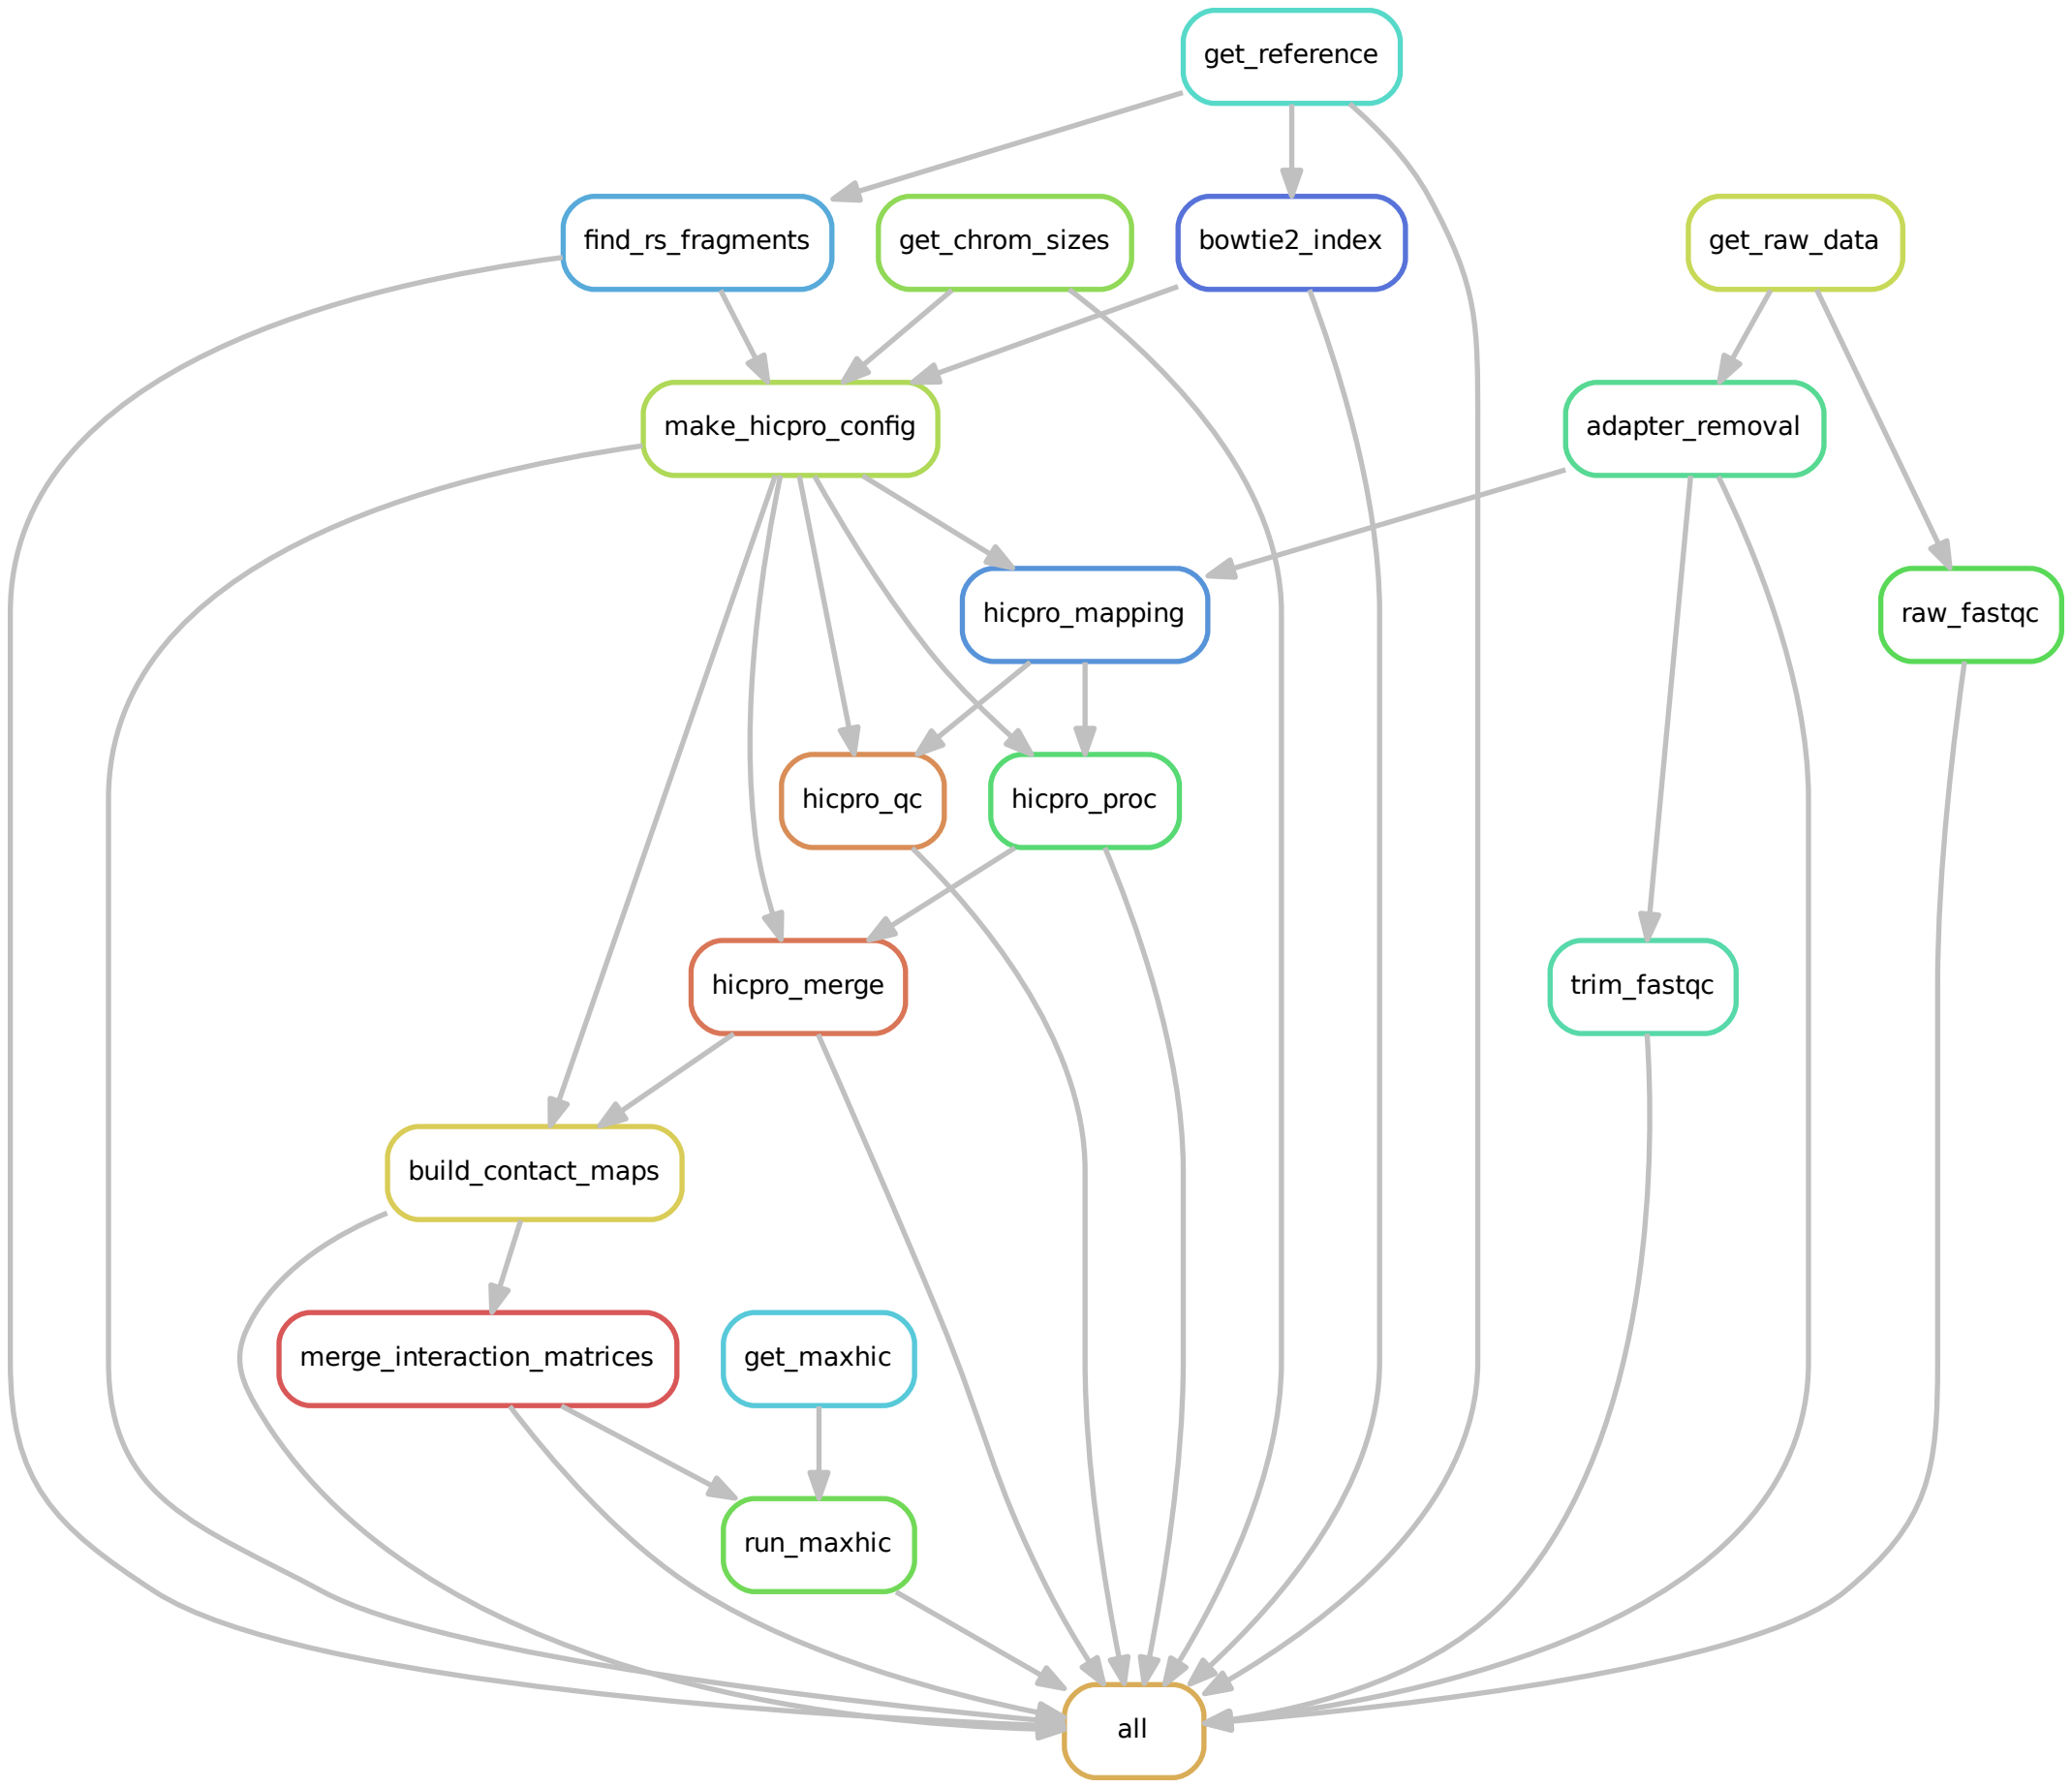 get_reference
find_rs_fragments
get_chrom_sizes
bowtie2_index
get_raw_data
make_hicpro_config
adapter_removal
hicpro_mapping
raw_fastqc
hicpro_qc
hicpro_proc
hicpro_merge
trim_fastqc
build_contact_maps
merge_interaction_matrices
get_maxhic
run_maxhic
all